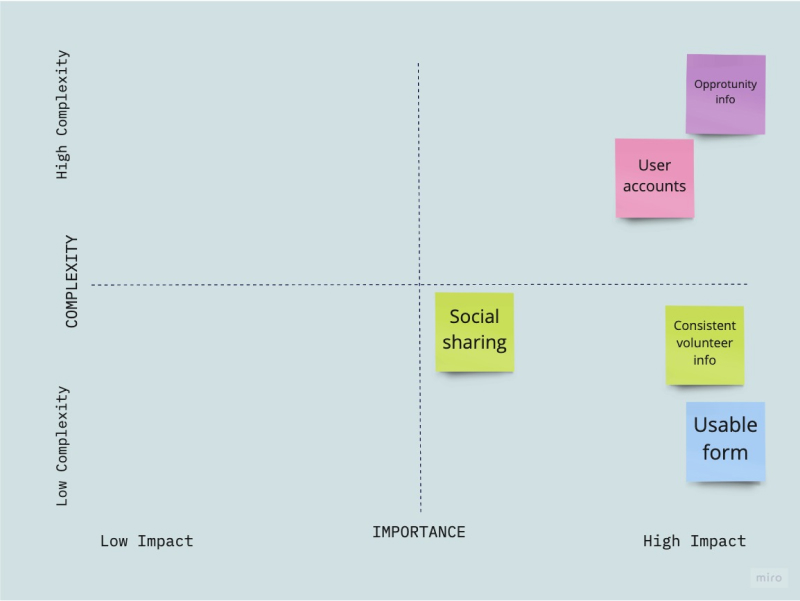 High Complexity
Opprotunity
info
User
accounts
COMPLEXITY
Social
sharing
Consistent
volunteer
info
Low Complexity
Usable
form
Low Impact
IMPORTANCE
High Impact
miro